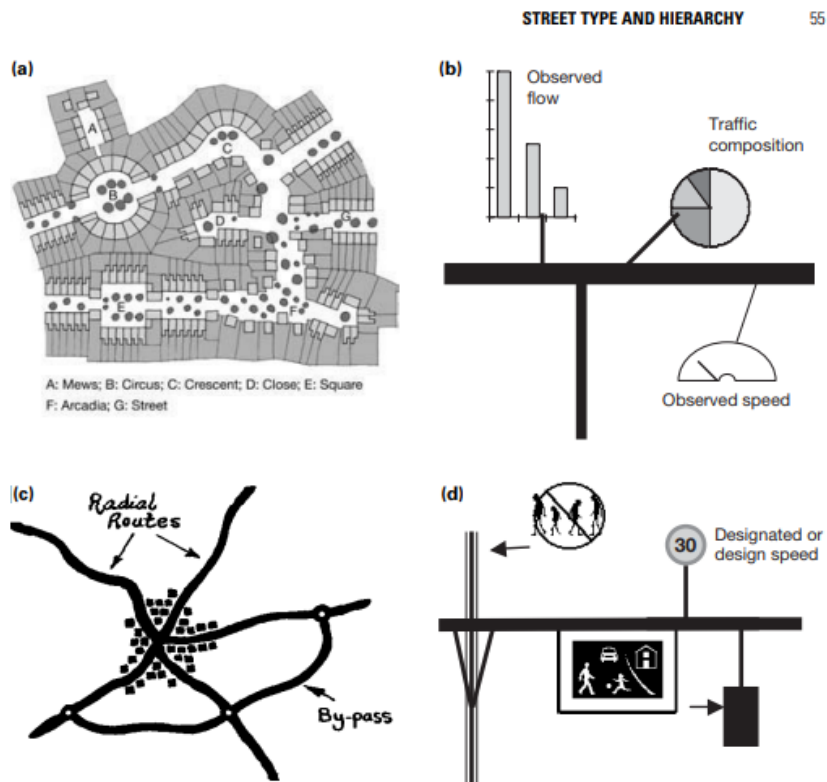 STREET TYPE AND HIERARCHY 55
(a)
A
B
C
D
G
E
F
A: Mews; B: Circus; C: Crescent; D: Close; E: Square
F: Arcadia; G: Street
(b)
Observed
flow
Traffic
composition
Observed speed
(c)
Radial
Routes
By-pass
(d)
30
Designated or
design speed